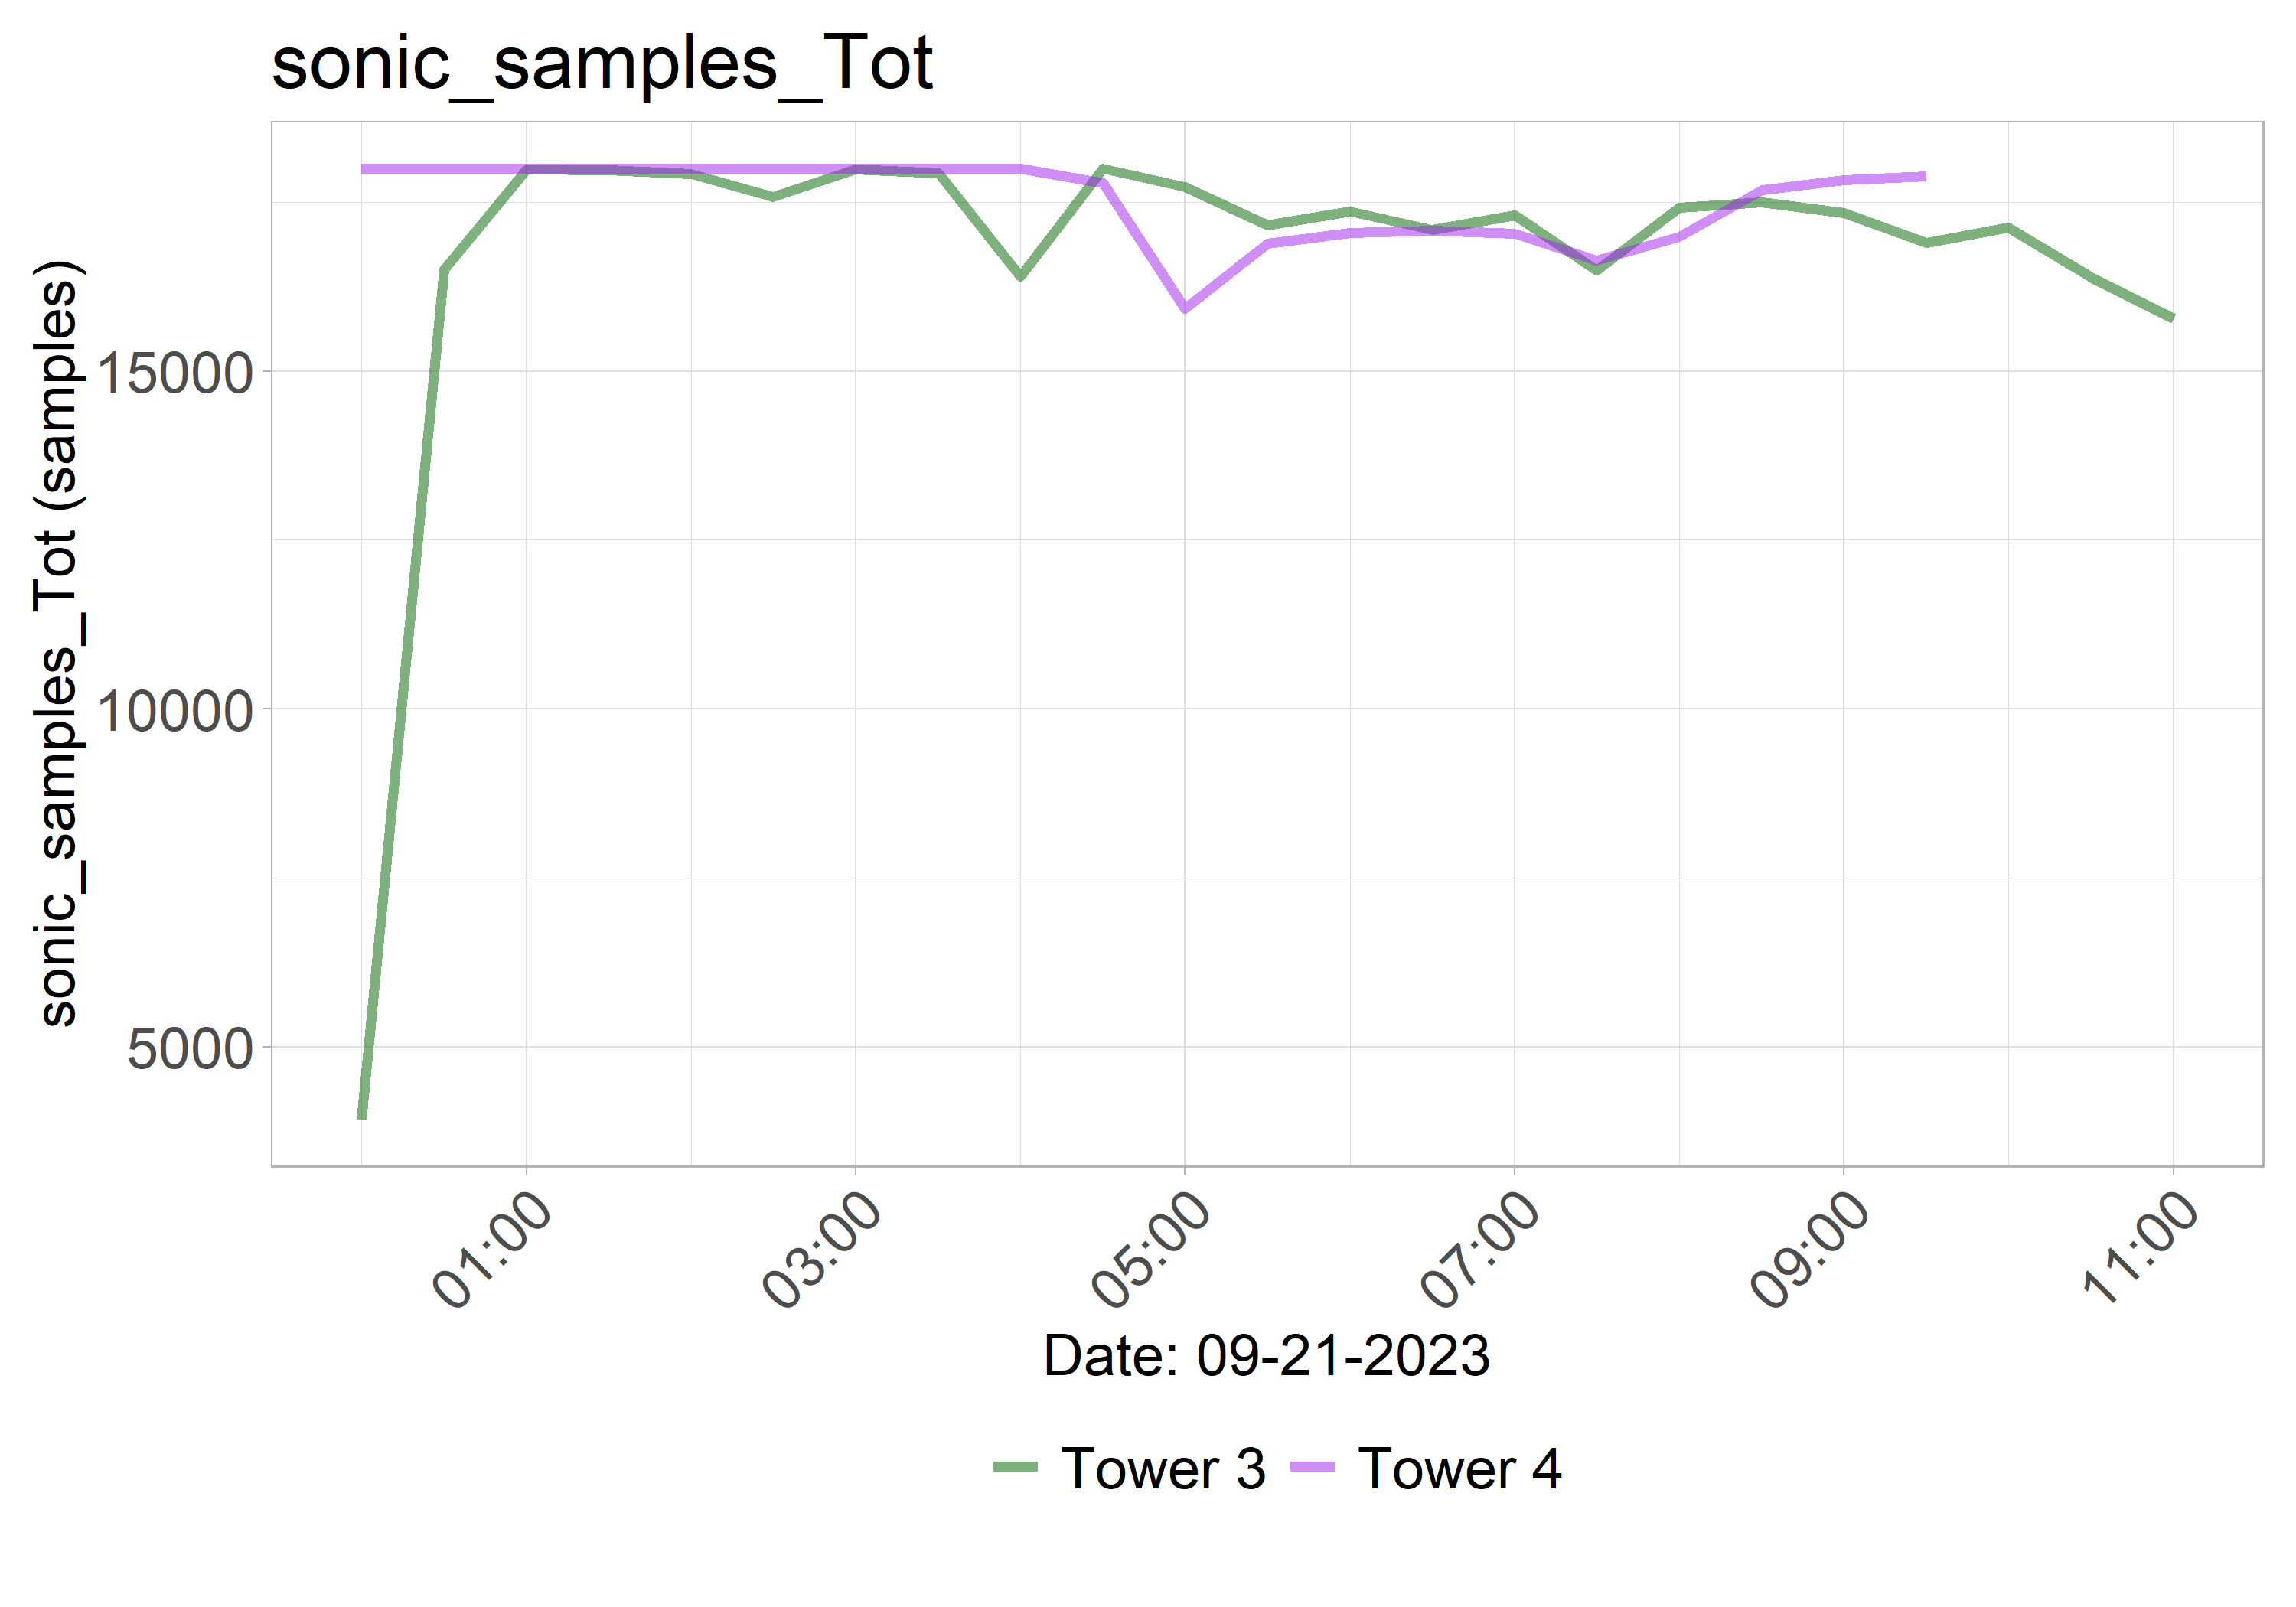 sonic_samples_Tot
sonic_samples_Tot (samples)
15000
10000
5000
01:00
03:00
05:00
07:00
09:00
11:00
Date: 09-21-2023
Tower 3
Tower 4